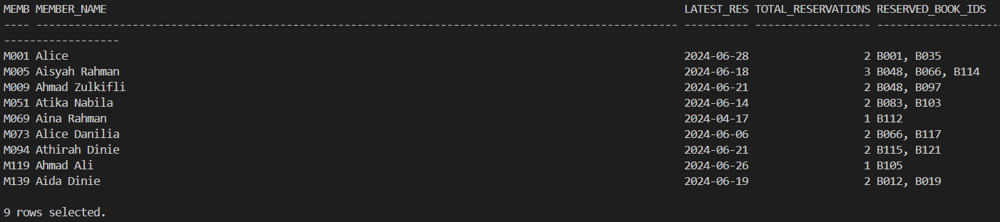 MEMB MEMBER_NAME LATEST_RES TOTAL_RESERVATIONS RESERVED_BOOK_IDS
---- ---------------------------------------------------------------------------------------------------- ---------- ------------------ --------------------
------------------
M001 Alice 2024-06-28 2 B001, B035
M005 Aisyah Rahman 2024-06-18 3 B048, B066, B114
M009 Ahmad Zulkifli 2024-06-21 2 B048, B097
M051 Atika Nabila 2024-06-14 2 B083, B103
M069 Aina Rahman 2024-04-17 1 B112
M073 Alice Danilia 2024-06-06 2 B066, B117
M094 Athirah Dinie 2024-06-21 2 B115, B121
M119 Ahmad Ali 2024-06-26 1 B105
M139 Aida Dinie 2024-06-19 2 B012, B019
9 rows selected.